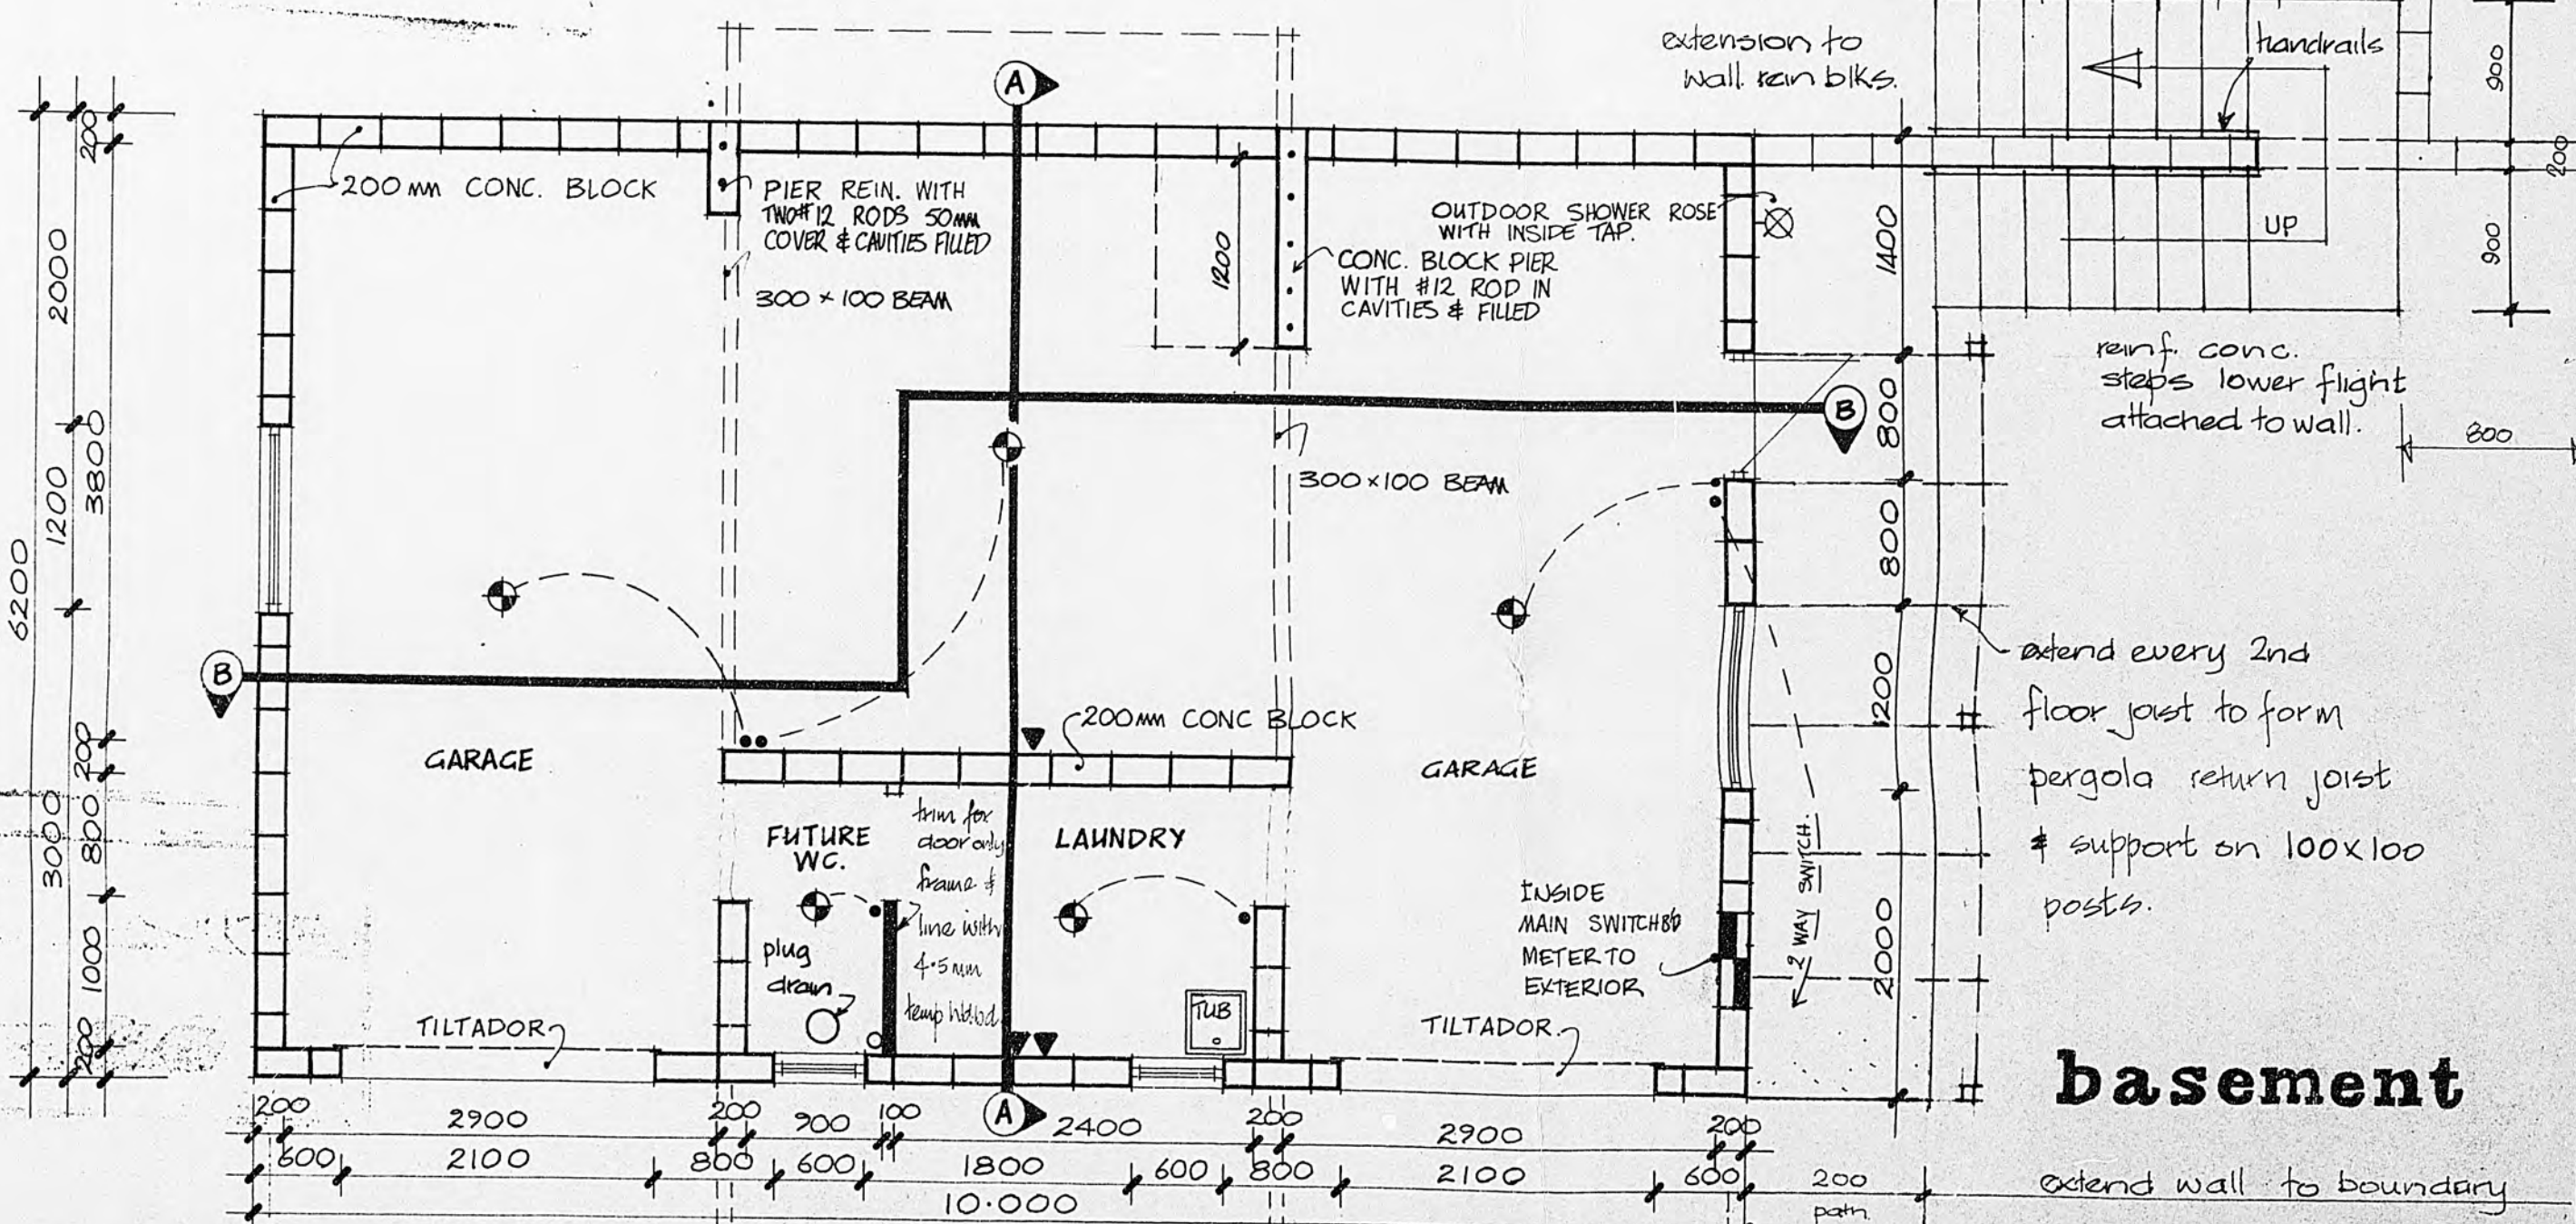 extension to
wall rein blks.
handrails
UP
900
200
900
A
200 MM CONC. BLOCK
PIER REIN. WITH
TWO #12 RODS 50MM
COVER & CAVITIES FILLED
300 × 100 BEAM
1200
OUTDOOR SHOWER ROSE
WITH INSIDE TAP.
CONC. BLOCK PIER
WITH #12 ROD IN
CAVITIES & FILLED
reinf. conc.
steps lower flight
attached to wall.
800
B
300×100 BEAM
B
extend every 2nd
floor joist to form
pergola return joist
& support on 100×100
posts.
200MM CONC BLOCK
GARAGE
GARAGE
FUTURE
WC.
trim for
door only
frame &
line with
4·5mm
temp hd.bd
LAUNDRY
plug
drain
TUB
INSIDE
MAIN SWITCHB'D
METER TO
EXTERIOR
2 WAY SWITCH.
TILTADOR
TILTADOR
A
basement
extend wall to boundary
200
2000
1200
3800
6200
200
800
3000
1000
200
1400
800
800
1200
2000
200
2900
200
900
100
2400
200
2900
200
600
2100
800
600
1800
600
800
2100
600
200
path
10·000